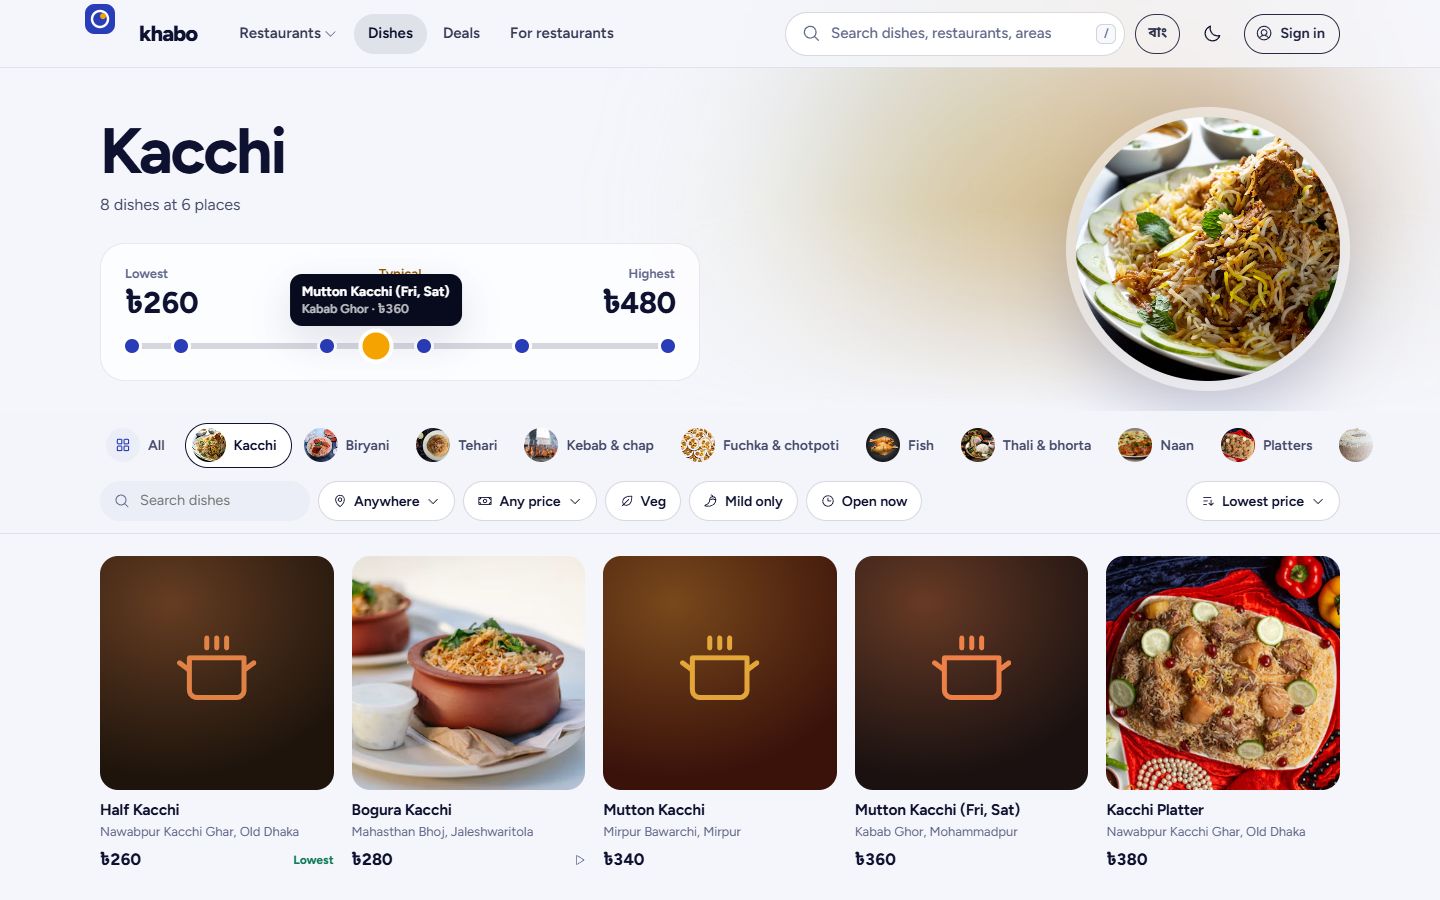 khabo
Restaurants
Dishes
Deals
For restaurants
Search dishes, restaurants, areas
/
বাং
Sign in
Kacchi
8 dishes at 6 places
Lowest
Typical
Highest
৳260
৳480
Mutton Kacchi (Fri, Sat)
Kabab Ghor · ৳360
All
Kacchi
Biryani
Tehari
Kebab & chap
Fuchka & chotpoti
Fish
Thali & bhorta
Naan
Platters
Search dishes
Anywhere
Any price
Veg
Mild only
Open now
Lowest price
Half Kacchi
Nawabpur Kacchi Ghar, Old Dhaka
৳260
Lowest
Bogura Kacchi
Mahasthan Bhoj, Jaleshwaritola
৳280
Mutton Kacchi
Mirpur Bawarchi, Mirpur
৳340
Mutton Kacchi (Fri, Sat)
Kabab Ghor, Mohammadpur
৳360
Kacchi Platter
Nawabpur Kacchi Ghar, Old Dhaka
৳380